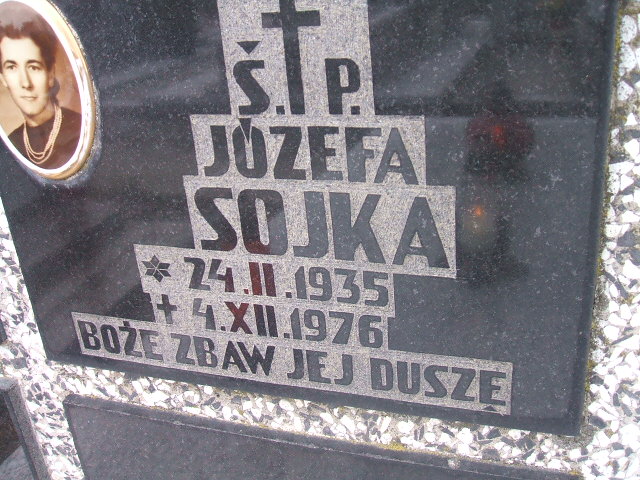 Ś. P.
JÓZEFA
SOJKA
* 24.II.1935
† 4.XII.1976
BOŻE ZBAW JEJ DUSZĘ